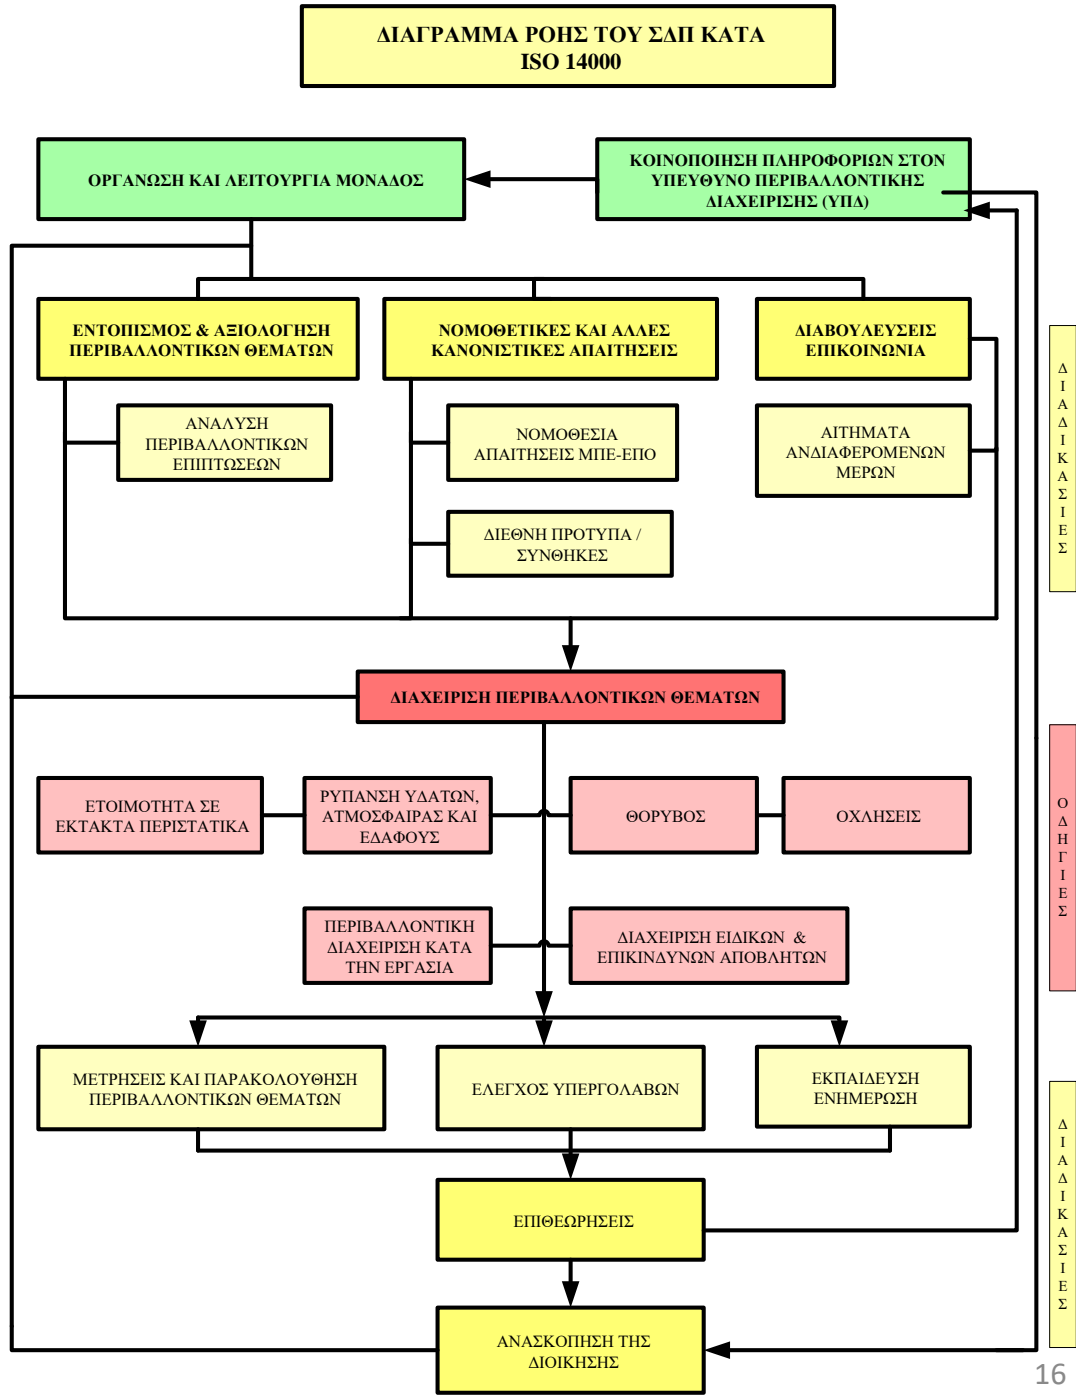 ΔΙΑΓΡΑΜΜΑ ΡΟΗΣ ΤΟΥ ΣΔΠ ΚΑΤΑ
ISO 14000
ΟΡΓΑΝΩΣΗ ΚΑΙ ΛΕΙΤΟΥΡΓΙΑ ΜΟΝΑΔΟΣ
ΚΟΙΝΟΠΟΙΗΣΗ ΠΛΗΡΟΦΟΡΙΩΝ ΣΤΟΝ
ΥΠΕΥΘΥΝΟ ΠΕΡΙΒΑΛΛΟΝΤΙΚΗΣ
ΔΙΑΧΕΙΡΙΣΗΣ (ΥΠΔ)
ΕΝΤΟΠΙΣΜΟΣ & ΑΞΙΟΛΟΓΗΣΗ
ΠΕΡΙΒΑΛΛΟΝΤΙΚΩΝ ΘΕΜΑΤΩΝ
ΝΟΜΟΘΕΤΙΚΕΣ ΚΑΙ ΑΛΛΕΣ
ΚΑΝΟΝΙΣΤΙΚΕΣ ΑΠΑΙΤΗΣΕΙΣ
ΔΙΑΒΟΥΛΕΥΣΕΙΣ
ΕΠΙΚΟΙΝΩΝΙΑ
ΑΝΑΛΥΣΗ
ΠΕΡΙΒΑΛΛΟΝΤΙΚΩΝ
ΕΠΙΠΤΩΣΕΩΝ
ΝΟΜΟΘΕΣΙΑ
ΑΠΑΙΤΗΣΕΙΣ ΜΠΕ-ΕΠΟ
ΑΙΤΗΜΑΤΑ
ΑΝΔΙΑΦΕΡΟΜΕΝΩΝ
ΜΕΡΩΝ
ΔΙΕΘΝΗ ΠΡΟΤΥΠΑ /
ΣΥΝΘΗΚΕΣ
ΔΙΑΔΙΚΑΣΙΕΣ
ΔΙΑΧΕΙΡΙΣΗ ΠΕΡΙΒΑΛΛΟΝΤΙΚΩΝ ΘΕΜΑΤΩΝ
ΕΤΟΙΜΟΤΗΤΑ ΣΕ
ΕΚΤΑΚΤΑ ΠΕΡΙΣΤΑΤΙΚΑ
ΡΥΠΑΝΣΗ ΥΔΑΤΩΝ,
ΑΤΜΟΣΦΑΙΡΑΣ ΚΑΙ
ΕΔΑΦΟΥΣ
ΘΟΡΥΒΟΣ
ΟΧΛΗΣΕΙΣ
ΠΕΡΙΒΑΛΛΟΝΤΙΚΗ
ΔΙΑΧΕΙΡΙΣΗ ΚΑΤΑ
ΤΗΝ ΕΡΓΑΣΙΑ
ΔΙΑΧΕΙΡΙΣΗ ΕΙΔΙΚΩΝ &
ΕΠΙΚΙΝΔΥΝΩΝ ΑΠΟΒΛΗΤΩΝ
ΟΔΗΓΙΕΣ
ΜΕΤΡΗΣΕΙΣ ΚΑΙ ΠΑΡΑΚΟΛΟΥΘΗΣΗ
ΠΕΡΙΒΑΛΛΟΝΤΙΚΩΝ ΘΕΜΑΤΩΝ
ΕΛΕΓΧΟΣ ΥΠΕΡΓΟΛΑΒΩΝ
ΕΚΠΑΙΔΕΥΣΗ
ΕΝΗΜΕΡΩΣΗ
ΕΠΙΘΕΩΡΗΣΕΙΣ
ΑΝΑΣΚΟΠΗΣΗ ΤΗΣ
ΔΙΟΙΚΗΣΗΣ
ΔΙΑΔΙΚΑΣΙΕΣ
16